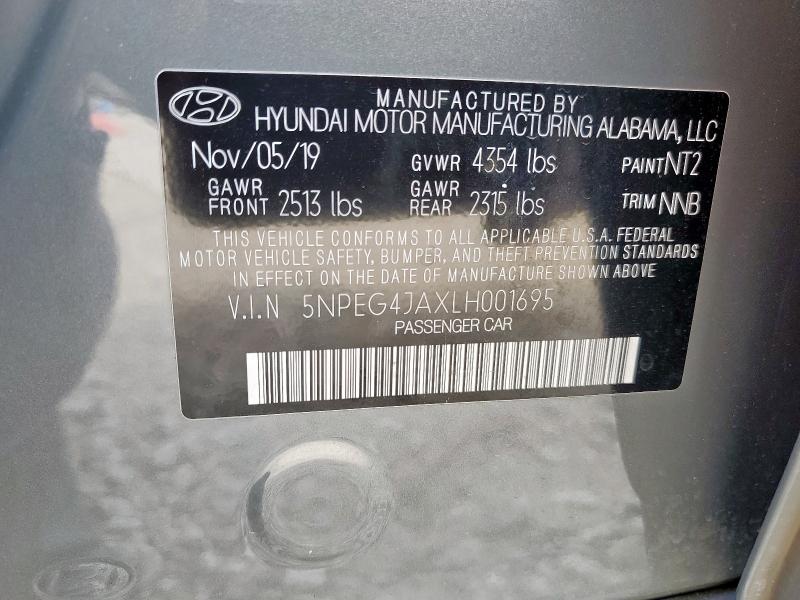 MANUFACTURED BY
HYUNDAI MOTOR MANUFACTURING ALABAMA, LLC
Nov/05/19 GVWR 4354 lbs PAINT NT2
GAWR FRONT 2513 lbs GAWR REAR 2315 lbs TRIM NNB
THIS VEHICLE CONFORMS TO ALL APPLICABLE U.S.A. FEDERAL
MOTOR VEHICLE SAFETY, BUMPER, AND THEFT PREVENTION STANDARDS
IN EFFECT ON THE DATE OF MANUFACTURE SHOWN ABOVE
V.I.N 5NPEG4JAXLH001695
PASSENGER CAR